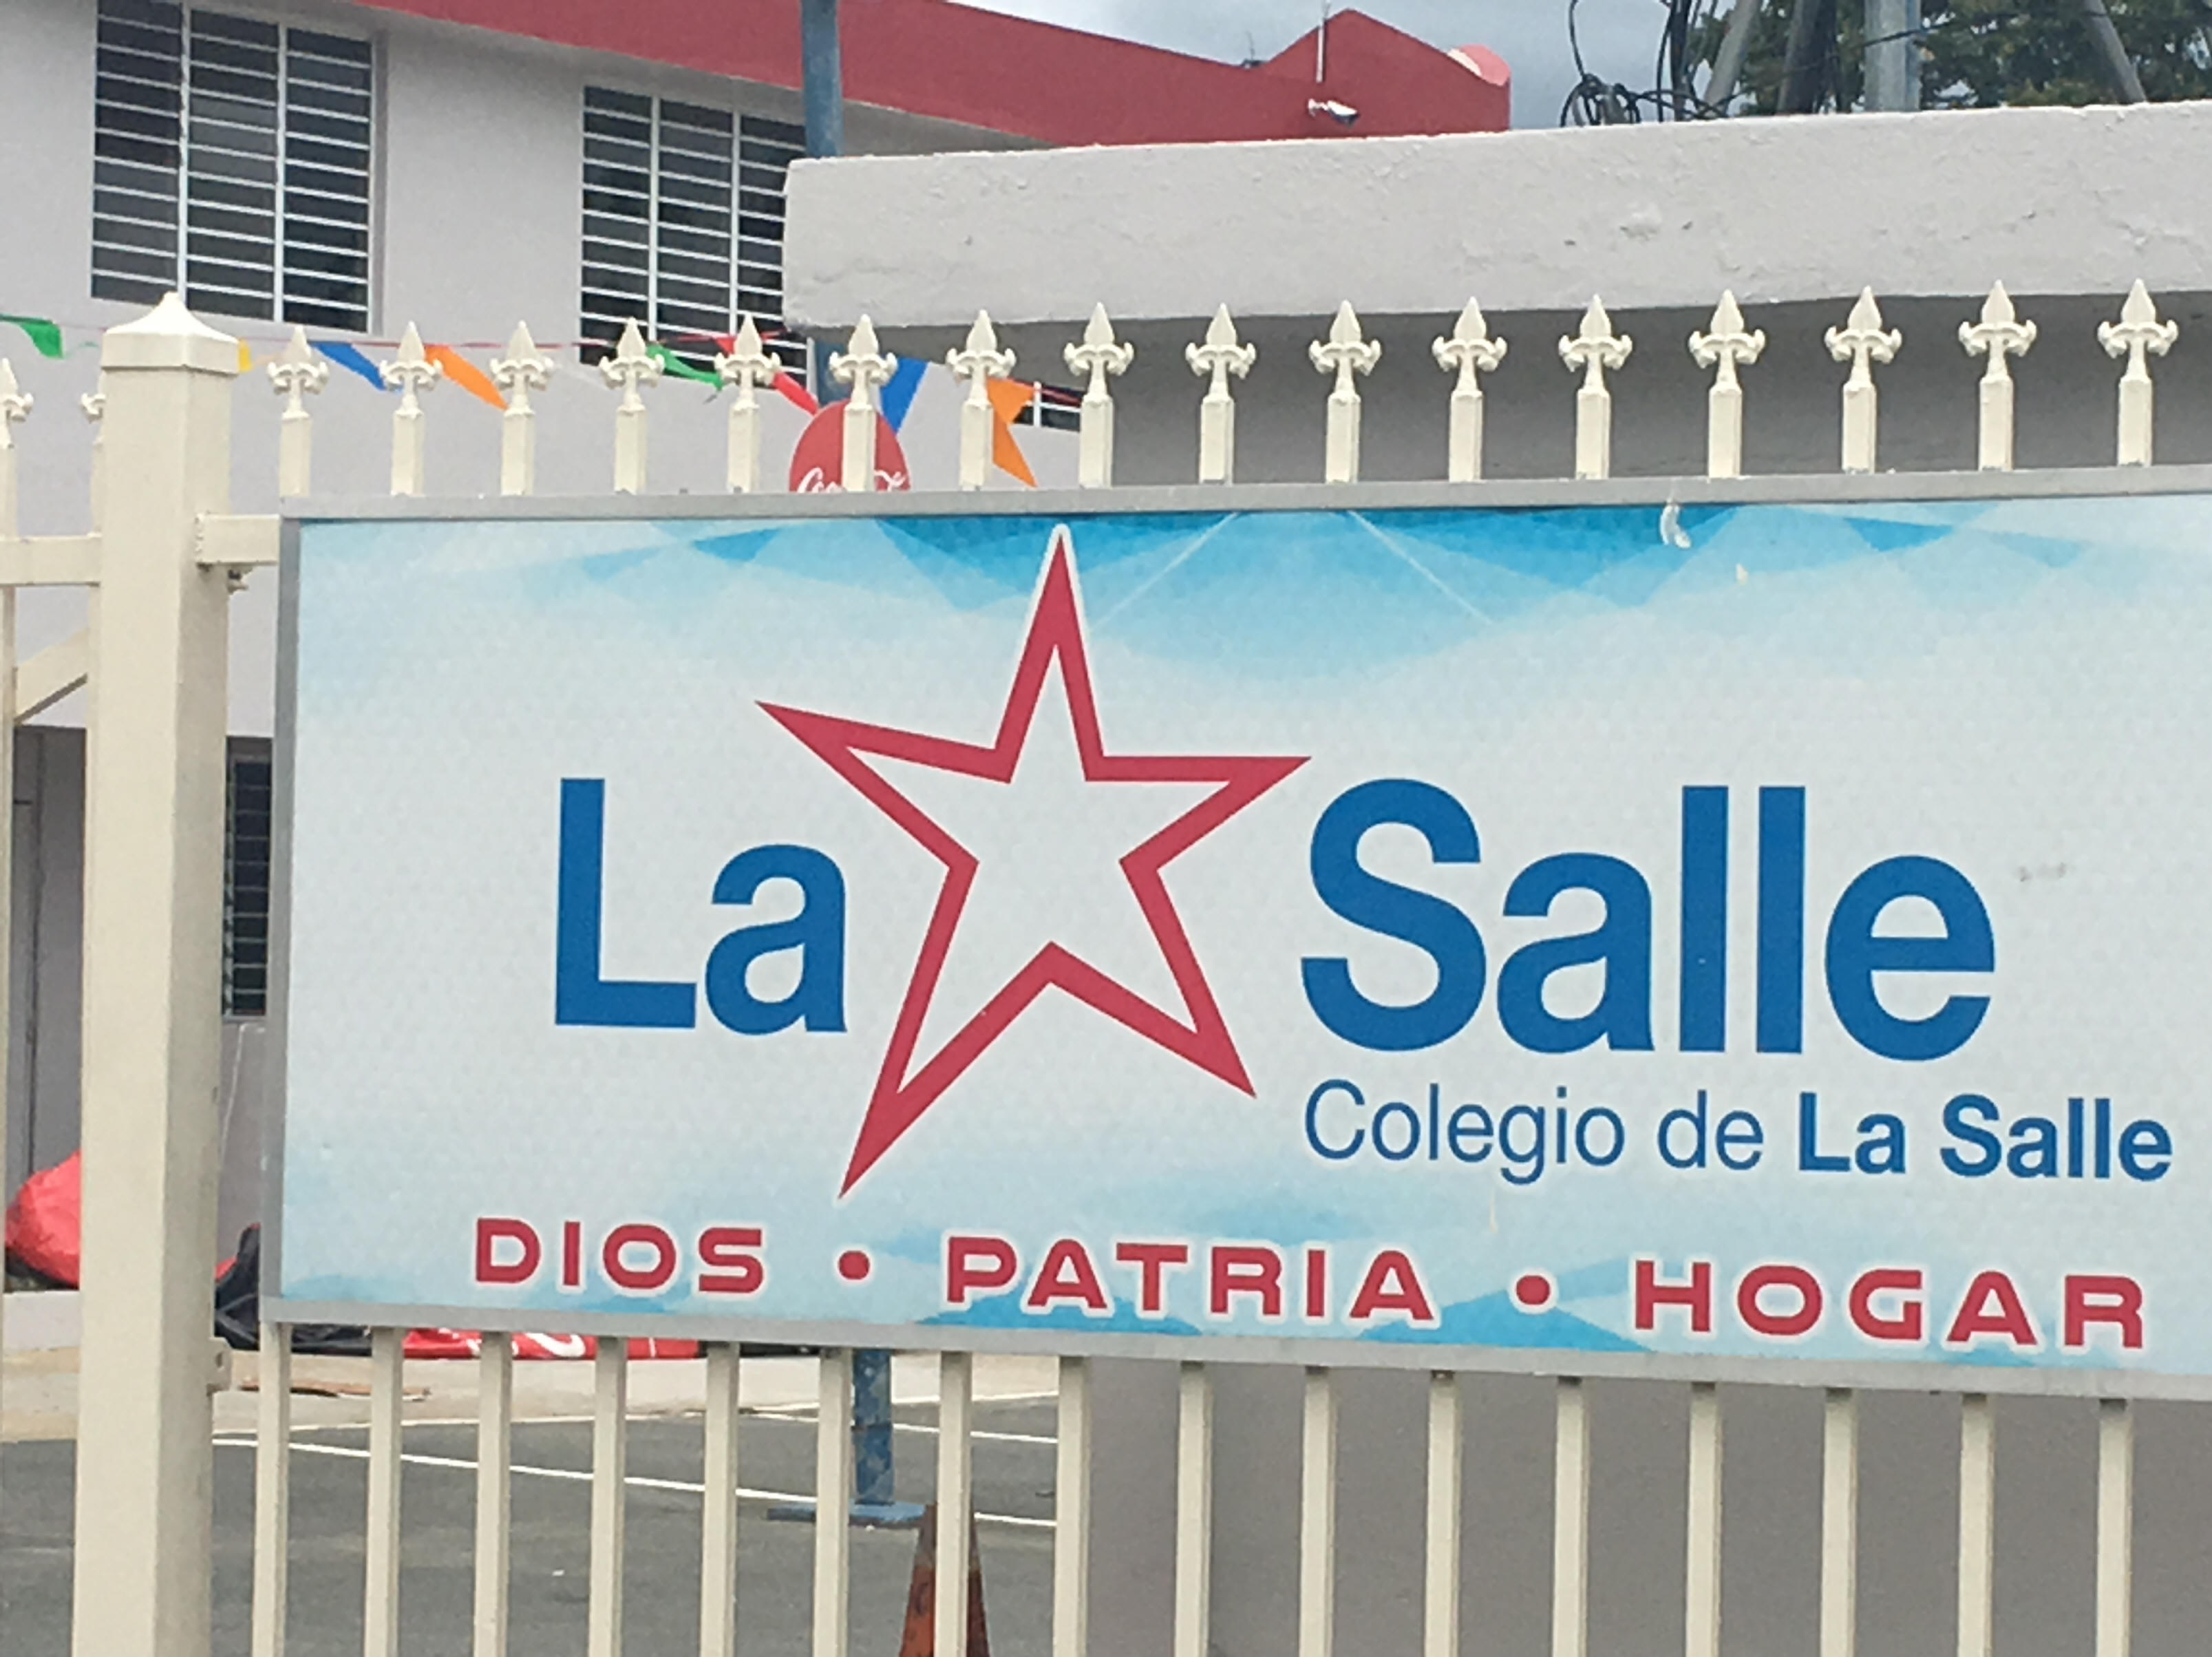 La Salle
Colegio de La Salle
DIOS • PATRIA • HOGAR